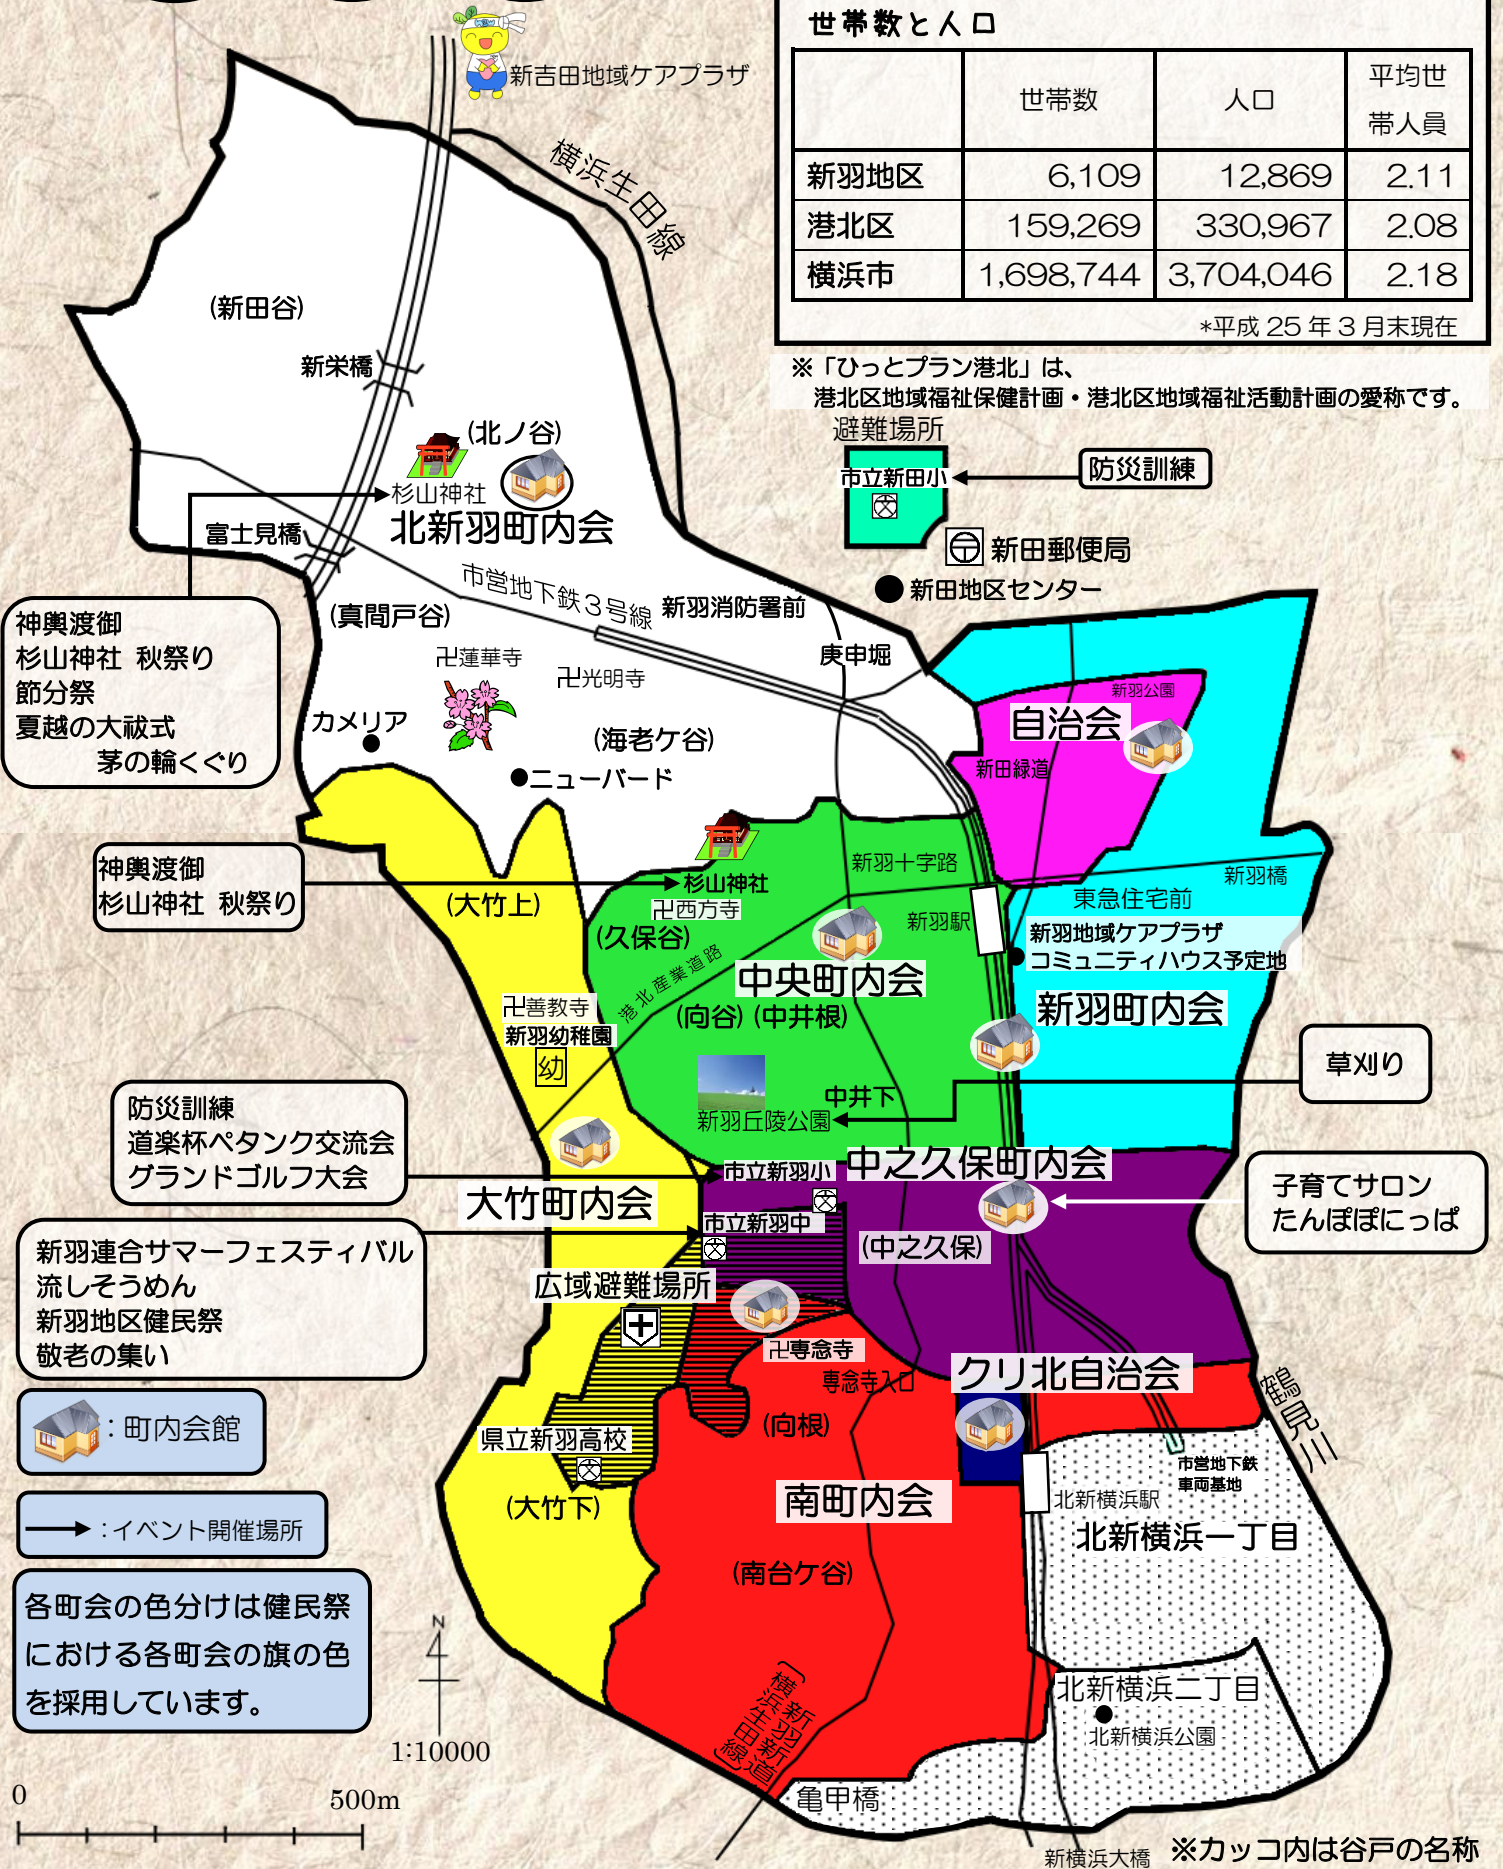 世帯数と人口
世帯数 人口 平均世
帯人員
新羽地区 6,109 12,869 2.11
港北区 159,269 330,967 2.08
横浜市 1,698,744 3,704,046 2.18
*平成 25 年 3 月末現在
※「ひっとプラン港北」は、
港北区地域福祉保健計画・港北区地域福祉活動計画の愛称です。
新吉田地域ケアプラザ
横浜生田線
(新田谷)
新栄橋
(北ノ谷)
杉山神社
北新羽町内会
富士見橋
避難場所
市立新田小
防災訓練
新田郵便局
新田地区センター
市営地下鉄3号線
新羽消防署前
(真間戸谷)
卍蓮華寺
卍光明寺
庚申堀
神輿渡御
杉山神社 秋祭り
節分祭
夏越の大祓式
茅の輪くぐり
カメリア
(海老ケ谷)
ニューバード
新羽公園
自治会
新田緑道
神輿渡御
杉山神社 秋祭り
(大竹上)
杉山神社
卍西方寺
(久保谷)
新羽十字路
新羽橋
東急住宅前
新羽駅
新羽地域ケアプラザ
コミュニティハウス予定地
港北産業道路
中央町内会
(向谷)(中井根)
新羽町内会
卍善教寺
新羽幼稚園
幼
草刈り
中井下
新羽丘陵公園
防災訓練
道楽杯ペタンク交流会
グランドゴルフ大会
大竹町内会
市立新羽小
中之久保町内会
市立新羽中
(中之久保)
子育てサロン
たんぽぽにっぱ
新羽連合サマーフェスティバル
流しそうめん
新羽地区健民祭
敬老の集い
広域避難場所
卍専念寺
専念寺入口
クリ北自治会
鶴見川
:町内会館
県立新羽高校
(向根)
(大竹下)
南町内会
市営地下鉄
車両基地
北新横浜駅
北新横浜一丁目
:イベント開催場所
(南台ケ谷)
各町会の色分けは健民祭
における各町会の旗の色
を採用しています。
N
1:10000
0 500m
新羽新道
(横浜生田線)
北新横浜二丁目
北新横浜公園
亀甲橋
新横浜大橋
※カッコ内は谷戸の名称